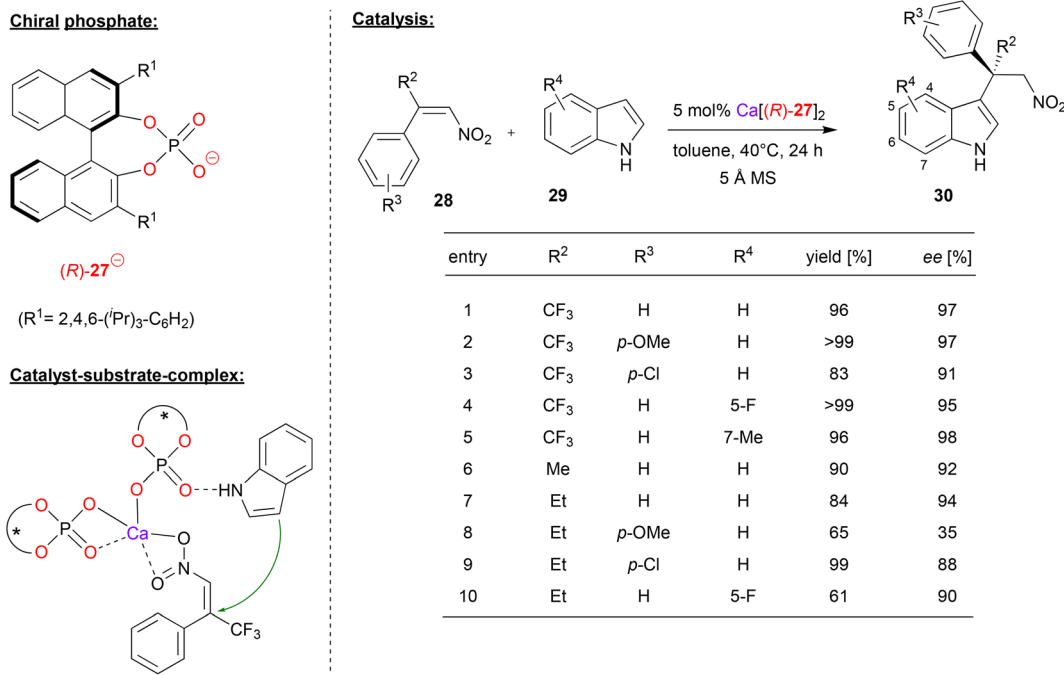 Chiral phosphate:
R1
O
O
P
O
O ⊖
R1
(R)-27⊖
(R1= 2,4,6-(iPr)3-C6H2)
Catalyst-substrate-complex:
*
O
O
P
O
O
HN
O
O
P
*
O
O
Ca
O
N
O
CF3
Catalysis:
R2
NO2
R3
28
+
R4
N
H
29
5 mol% Ca[(R)-27]2
toluene, 40°C, 24 h
5 Å MS
R3
R2
R4
4
5
6
7
NO2
N
H
30
entry R2 R3 R4 yield [%] ee [%]
1 CF3 H H 96 97
2 CF3 p-OMe H >99 97
3 CF3 p-Cl H 83 91
4 CF3 H 5-F >99 95
5 CF3 H 7-Me 96 98
6 Me H H 90 92
7 Et H H 84 94
8 Et p-OMe H 65 35
9 Et p-Cl H 99 88
10 Et H 5-F 61 90